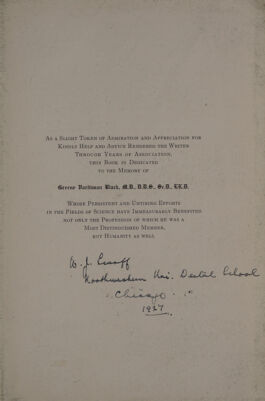 As a Slight Token of Admiration and Appreciation for
Kindly Help and Advice Rendered the Writer
Through Years of Association,
this Book is Dedicated
to the Memory of
Greene Vardiman Black, M.D., D.D.S., Sc.D., LL.D.
Whose Persistent and Untiring Efforts
in the Fields of Science have Immeasurably Benefited
not only the Profession of which he was a
Most Distinguished Member,
but Humanity as well
W. J.
Northwestern Uni. Dental School
Chicago
1927